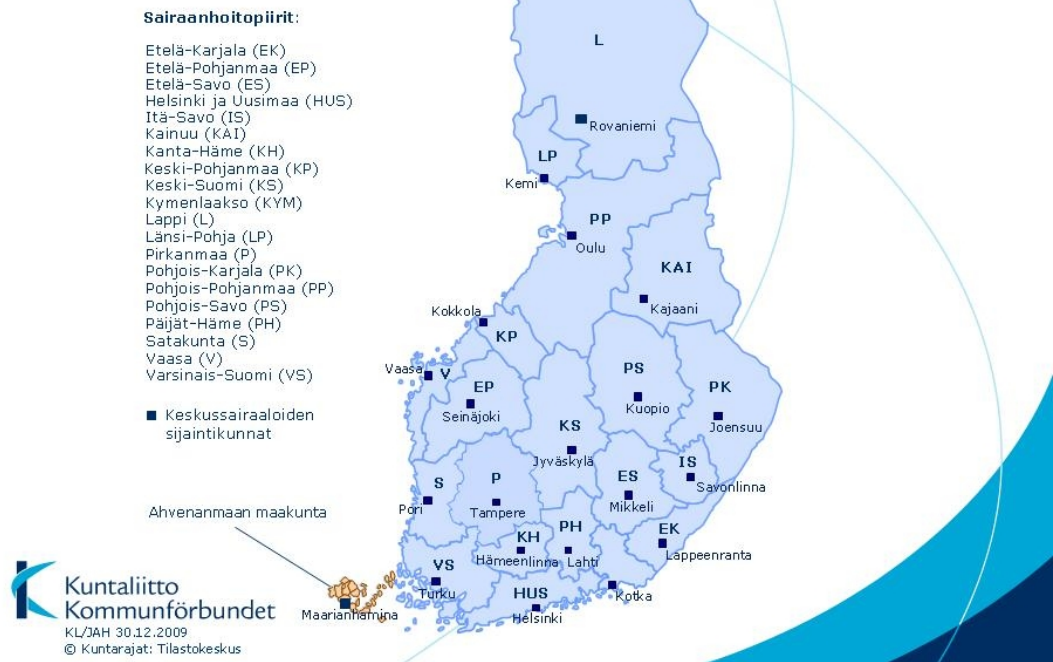 Sairaanhoitopiirit:
Etelä-Karjala (EK)
Etelä-Pohjanmaa (EP)
Etelä-Savo (ES)
Helsinki ja Uusimaa (HUS)
Itä-Savo (IS)
Kainuu (KAI)
Kanta-Häme (KH)
Keski-Pohjanmaa (KP)
Keski-Suomi (KS)
Kymenlaakso (KYM)
Lappi (L)
Länsi-Pohja (LP)
Pirkanmaa (P)
Pohjois-Karjala (PK)
Pohjois-Pohjanmaa (PP)
Pohjois-Savo (PS)
Päijät-Häme (PH)
Satakunta (S)
Vaasa (V)
Varsinais-Suomi (VS)
Keskussairaaloiden
sijaintikunnat
Ahvenanmaan maakunta
L
Rovaniemi
LP
Kemi
PP
Oulu
KAI
Kajaani
Kokkola
KP
Vaasa
V
EP
Seinäjoki
PS
Kuopio
PK
Joensuu
KS
Jyväskylä
S
Pori
P
Tampere
ES
Mikkeli
IS
Savonlinna
KH
Hämeenlinna
PH
Lahti
EK
Lappeenranta
VS
Turku
HUS
Helsinki
Kotka
Maarianhamina
Kuntaliitto
Kommunförbundet
KL/JAH 30.12.2009
© Kuntarajat: Tilastokeskus